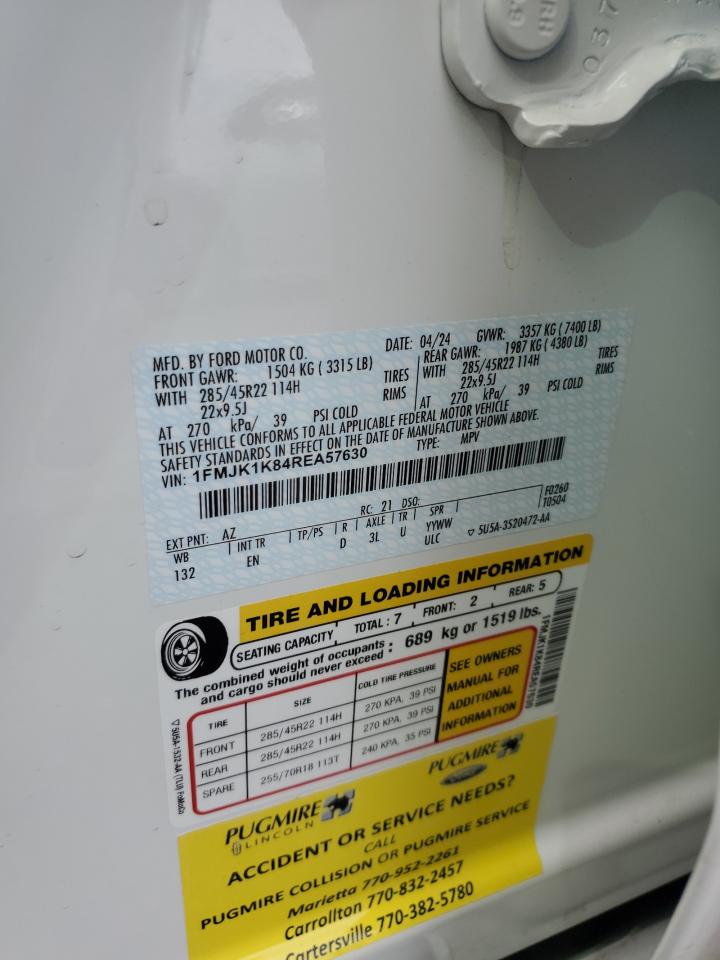 MFD. BY FORD MOTOR CO.
DATE: 04/24 GVWR: 3357 KG ( 7400 LB)
FRONT GAWR: 1504 KG ( 3315 LB)
WITH 285/45R22 114H TIRES
22x9.5J RIMS
AT 270 kPa/ 39 PSI COLD
REAR GAWR: 1987 KG ( 4380 LB)
WITH 285/45R22 114H TIRES
22x9.5J RIMS
AT 270 kPa/ 39 PSI COLD
THIS VEHICLE CONFORMS TO ALL APPLICABLE FEDERAL MOTOR VEHICLE
SAFETY STANDARDS IN EFFECT ON THE DATE OF MANUFACTURE SHOWN ABOVE.
VIN: 1FMJK1K84REA57630 TYPE: MPV
F0260
T0504
EXT PNT: AZ RC: 21 DSO:
WB INT TR TP/PS R AXLE TR SPR
132 EN D 3L U YYWW
ULC
5U5A-3520472-AA
TIRE AND LOADING INFORMATION
SEATING CAPACITY TOTAL : 7 FRONT: 2 REAR: 5
The combined weight of occupants
and cargo should never exceed : 689 kg or 1519 lbs.
TIRE SIZE COLD TIRE PRESSURE
FRONT 285/45R22 114H 270 KPA, 39 PSI
REAR 285/45R22 114H 270 KPA, 39 PSI
SPARE 255/70R18 113T 240 KPA, 35 PSI
SEE OWNERS
MANUAL FOR
ADDITIONAL
INFORMATION
1FMJK1K84REA57630
5U5A-1532-AA (TLU) FoMoCo
PUGMIRE
LINCOLN
PUGMIRE
ACCIDENT OR SERVICE NEEDS?
CALL
PUGMIRE COLLISION OR PUGMIRE SERVICE
Marietta 770-952-2261
Carrollton 770-832-2457
Cartersville 770-382-5780